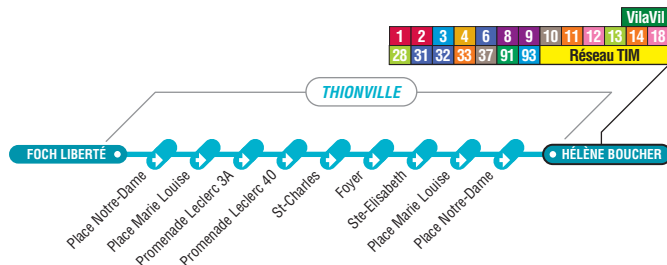 VilaVil
1 2 3 4 6 8 9 10 11 12 13 14 18
28 31 32 33 37 91 93 Réseau TIM
THIONVILLE
FOCH LIBERTÉ
HÉLÈNE BOUCHER
Place Notre-Dame
Place Marie Louise
Promenade Leclerc 3A
Promenade Leclerc 40
St-Charles
Foyer
Ste-Elisabeth
Place Marie Louise
Place Notre-Dame